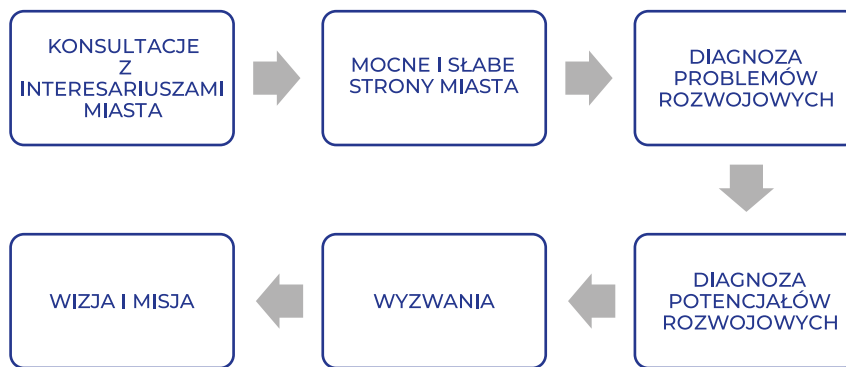 KONSULTACJE
Z
INTERESARIUSZAMI
MIASTA
MOCNE I SŁABE
STRONY MIASTA
DIAGNOZA
PROBLEMÓW
ROZWOJOWYCH
DIAGNOZA
POTENCJAŁÓW
ROZWOJOWYCH
WYZWANIA
WIZJA I MISJA